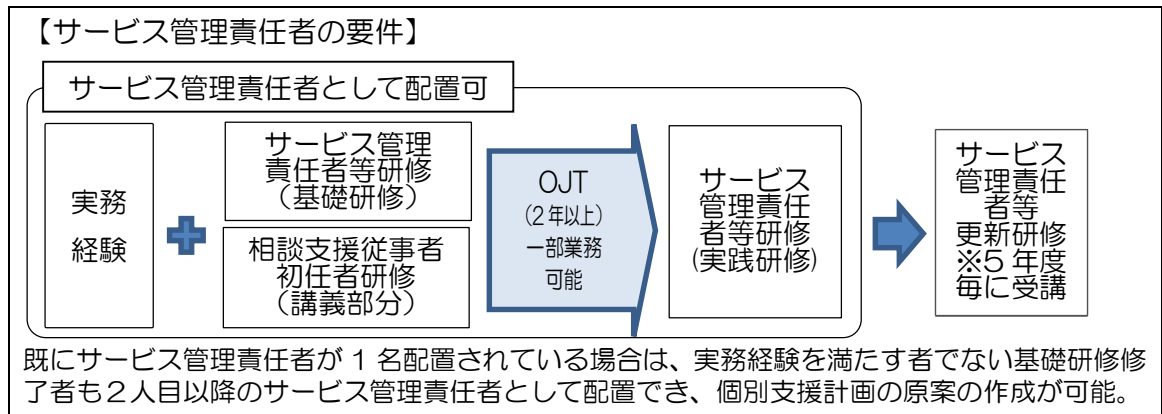 【サービス管理責任者の要件】
サービス管理責任者として配置可
実務
経験
サービス管理
責任者等研修
（基礎研修）
相談支援従事者
初任者研修
（講義部分）
OJT
（2年以上）
一部業務
可能
サービス
管理責任
者等研修
(実践研修)
サービス
管理責任
者等
更新研修
※5年度
毎に受講
既にサービス管理責任者が1名配置されている場合は、実務経験を満たす者でない基礎研修修
了者も２人目以降のサービス管理責任者として配置でき、個別支援計画の原案の作成が可能。